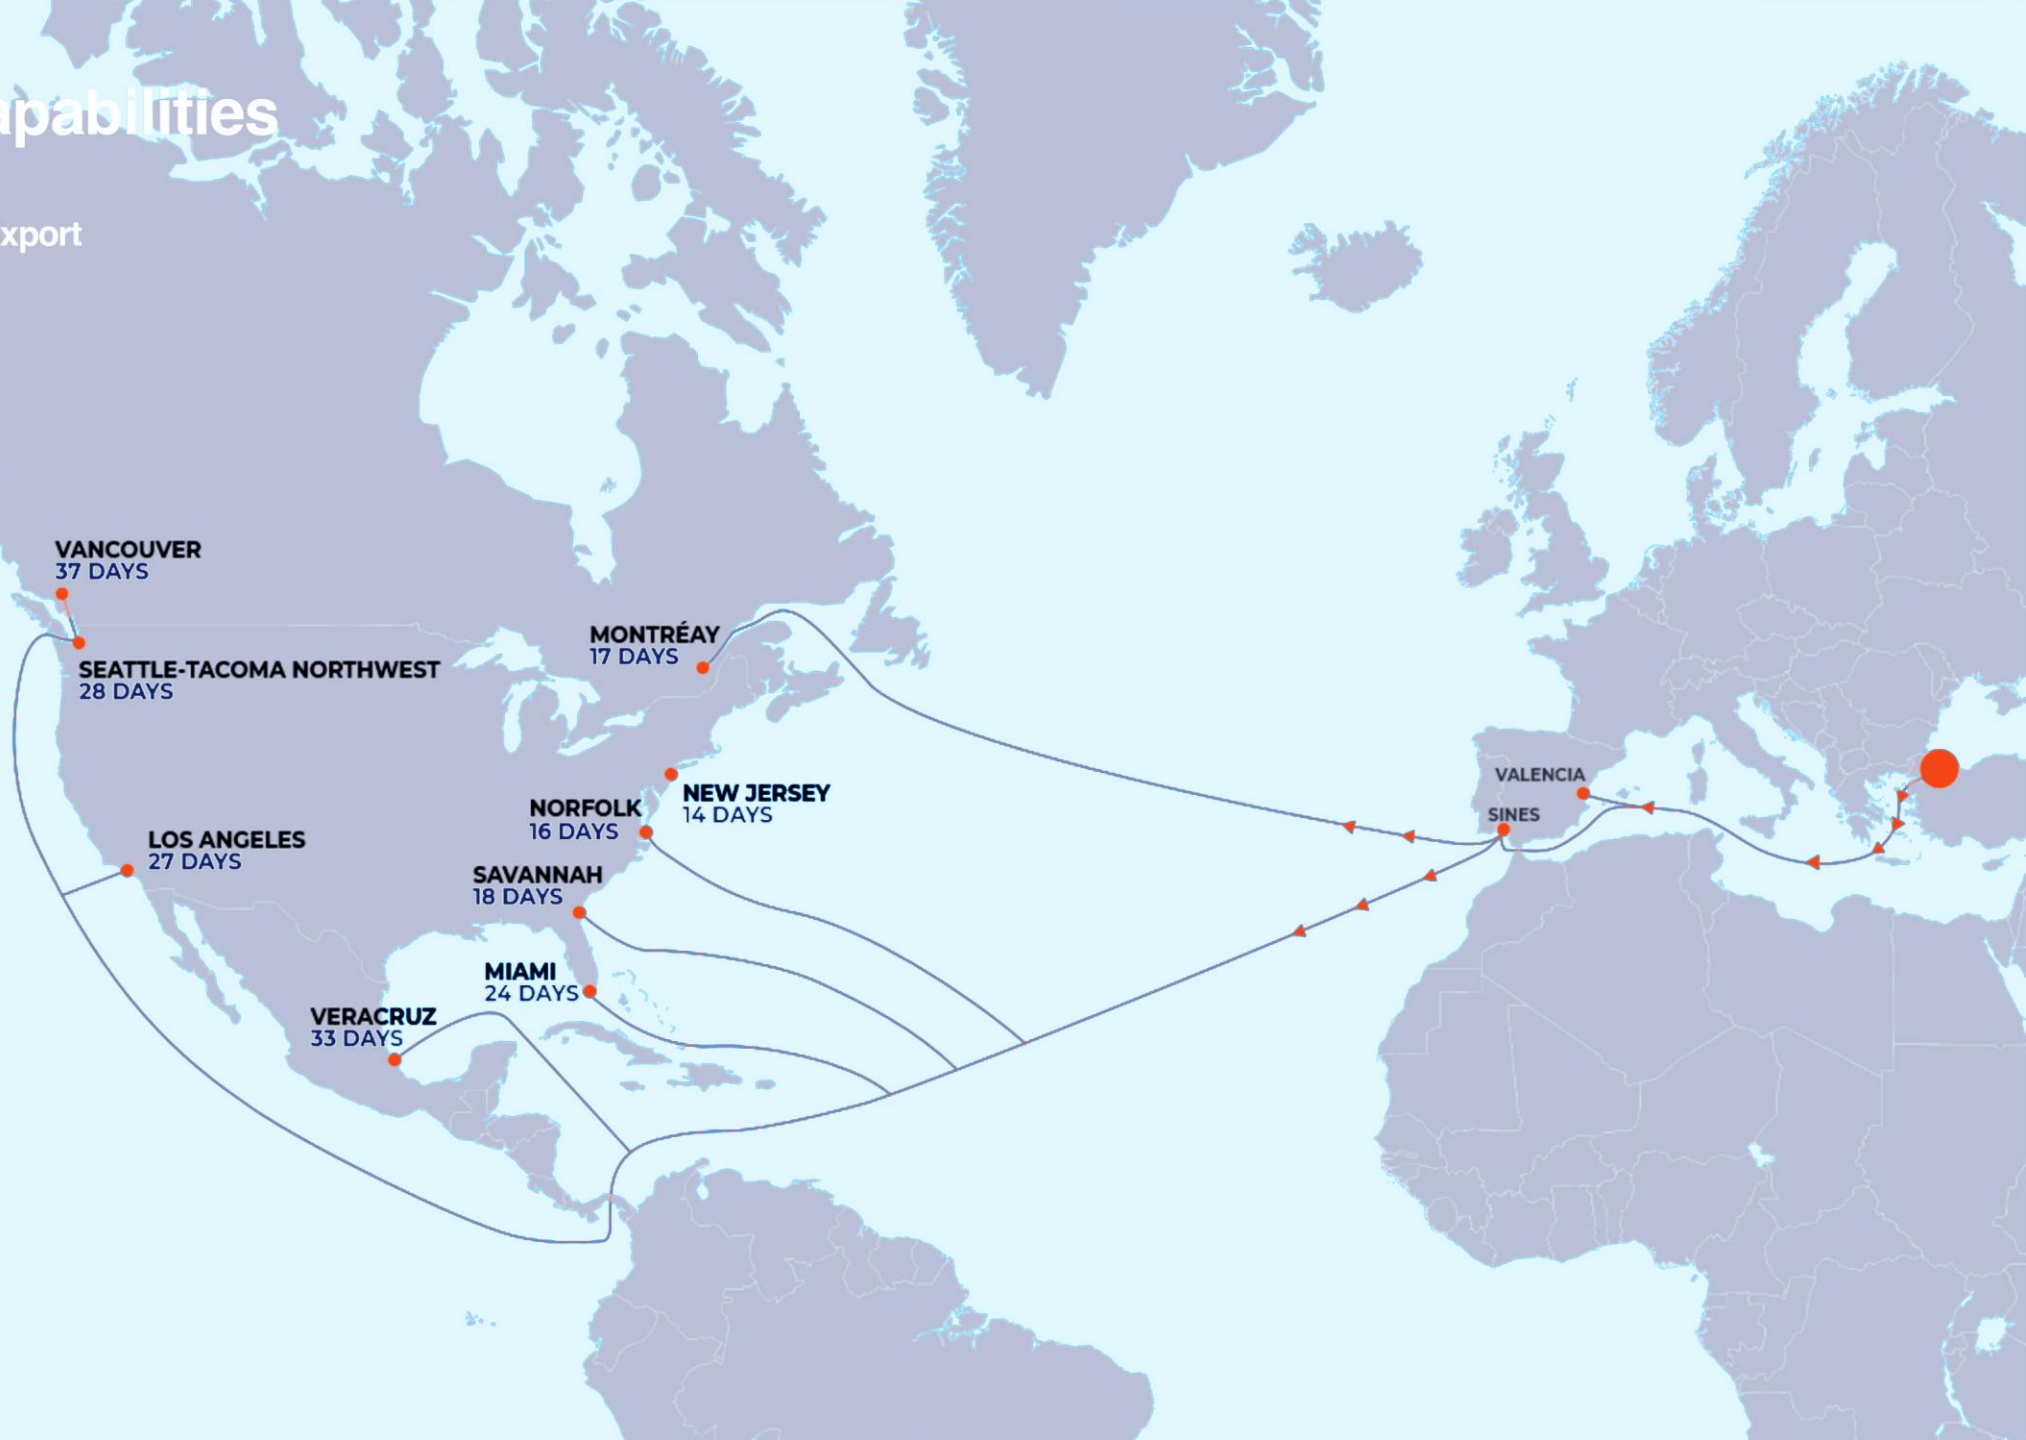 apabilities
xport
VANCOUVER
37 DAYS
SEATTLE-TACOMA NORTHWEST
28 DAYS
MONTRÉAY
17 DAYS
NEW JERSEY
14 DAYS
NORFOLK
16 DAYS
LOS ANGELES
27 DAYS
SAVANNAH
18 DAYS
MIAMI
24 DAYS
VERACRUZ
33 DAYS
VALENCIA
SINES